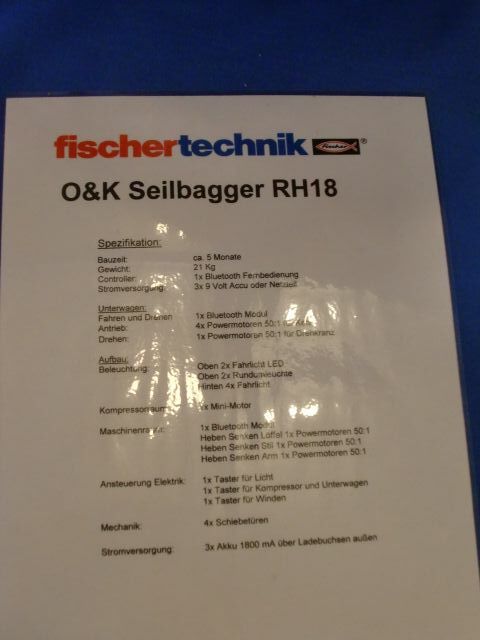 fischertechnik fischer ®
O&K Seilbagger RH18
Spezifikation:
Bauzeit: ca. 5 Monate
Gewicht: 21 Kg
Controller: 1x Bluetooth Fernbedienung
Stromversorgung: 3x 9 Volt Accu oder Netzteil
Unterwagen:
Fahren und Drehen 1x Bluetooth Modul
Antrieb: 4x Powermotoren 50:1 für
Drehen: 1x Powermotoren 50:1 für Drehkranz
Aufbau:
Beleuchtung: Oben 2x Fahrlicht LED
Oben 2x Rundumleuchte
Hinten 4x Fahrlicht
Kompressorraum: Mini-Motor
Maschinenraum: 1x Bluetooth Modul
Heben Senken Löffel 1x Powermotoren 50:1
Heben Senken Stil 1x Powermotoren 50:1
Heben Senken Arm 1x Powermotoren 50:1
Ansteuerung Elektrik: 1x Taster für Licht
1x Taster für Kompressor und Unterwagen
1x Taster für Winden
Mechanik: 4x Schiebetüren
Stromversorgung: 3x Akku 1800 mA über Ladebuchsen außen